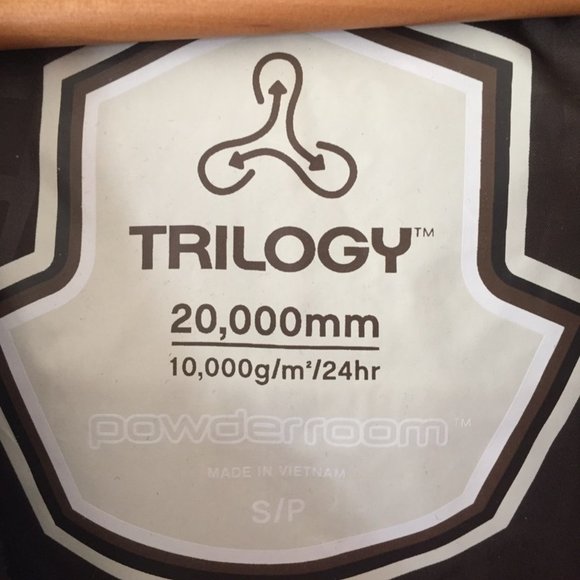 TRILOGY™
20,000mm
10,000g/m²/24hr
powderroom™
MADE IN VIETNAM
S/P